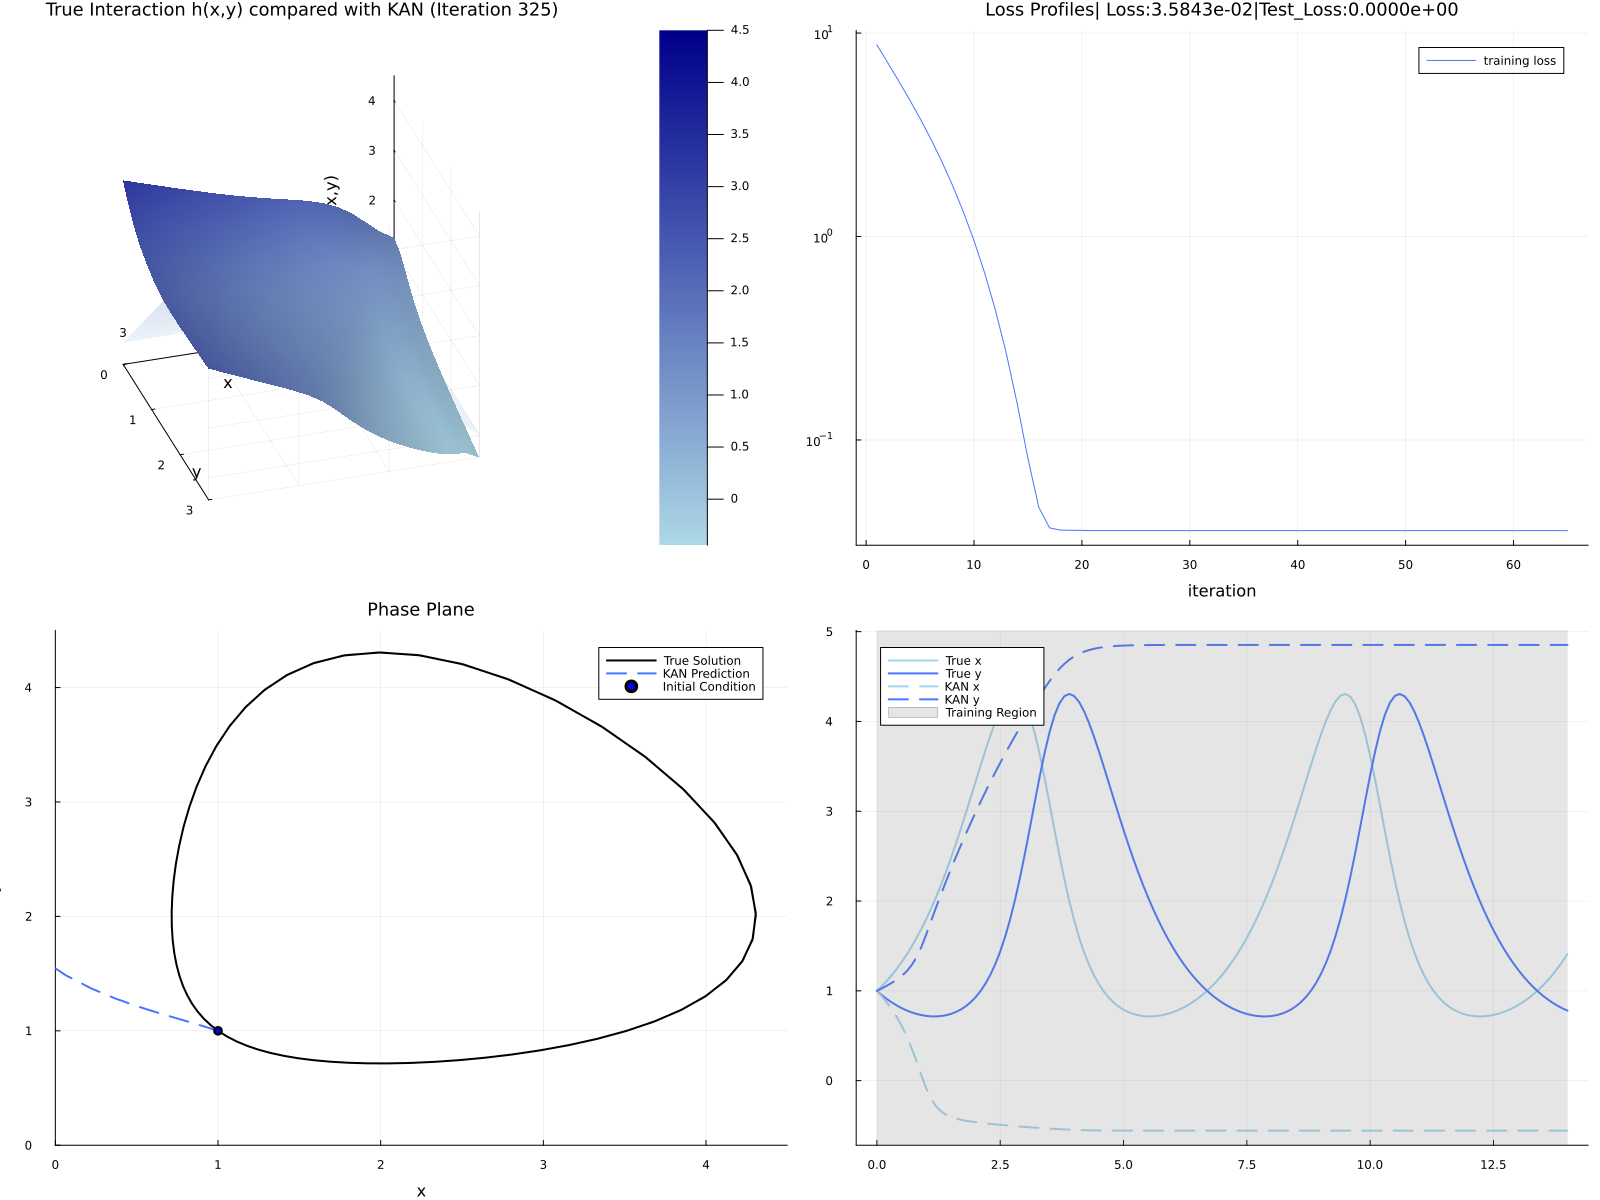 True Interaction h(x,y) compared with KAN (Iteration 325)
4
3
2
x,y)
3
0
x
1
2
y
3
4.5
4.0
3.5
3.0
2.5
2.0
1.5
1.0
0.5
0
Loss Profiles| Loss:3.5843e-02|Test_Loss:0.0000e+00
training loss
10¹
10⁰
10⁻¹
0 10 20 30 40 50 60
iteration
Phase Plane
True Solution
KAN Prediction
Initial Condition
4
3
2
1
0
0 1 2 3 4
x
True x
True y
KAN x
KAN y
Training Region
5
4
3
2
1
0
0.0 2.5 5.0 7.5 10.0 12.5